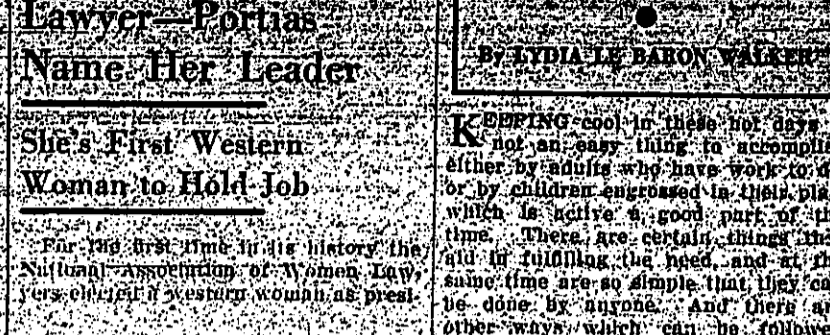 Lawyer—Portias
Name Her Leader
She's First Western
Woman to Hold Job
For the first time in its history the
National Association of Women Law-
yers elected a western woman as presi-
By LYDIA LE BARON WALKER
KEEPING cool in these hot days
not an easy thing to accomplis
either by adults who have work to d
or by children engrossed in their pla
which is active a good part of th
time. There are certain things th
aid in fulfilling the need, and at th
same time are so simple that they ca
be done by anyone. And there a
other ways which can be follow